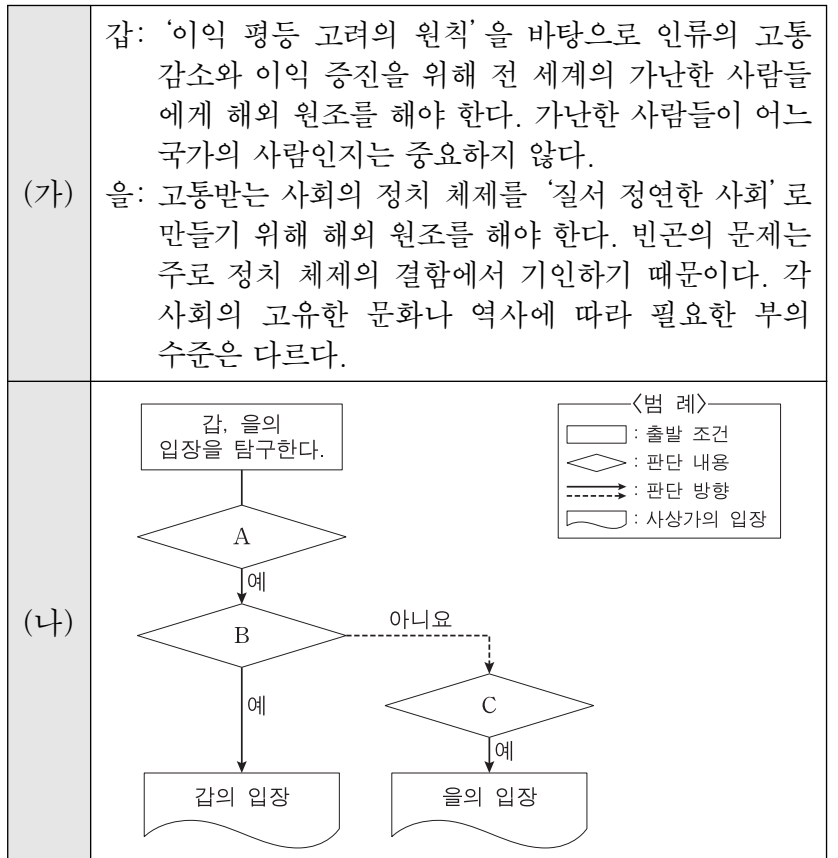 (가)
갑: ‘이익 평등 고려의 원칙’을 바탕으로 인류의 고통
감소와 이익 증진을 위해 전 세계의 가난한 사람들
에게 해외 원조를 해야 한다. 가난한 사람들이 어느
국가의 사람인지는 중요하지 않다.
을: 고통받는 사회의 정치 체제를 ‘질서 정연한 사회’로
만들기 위해 해외 원조를 해야 한다. 빈곤의 문제는
주로 정치 체제의 결함에서 기인하기 때문이다. 각
사회의 고유한 문화나 역사에 따라 필요한 부의
수준은 다르다.
(나)
갑, 을의
입장을 탐구한다.
〈범 례〉
: 출발 조건
: 판단 내용
: 판단 방향
: 사상가의 입장
A
예
B
아니요
예
C
예
갑의 입장
을의 입장